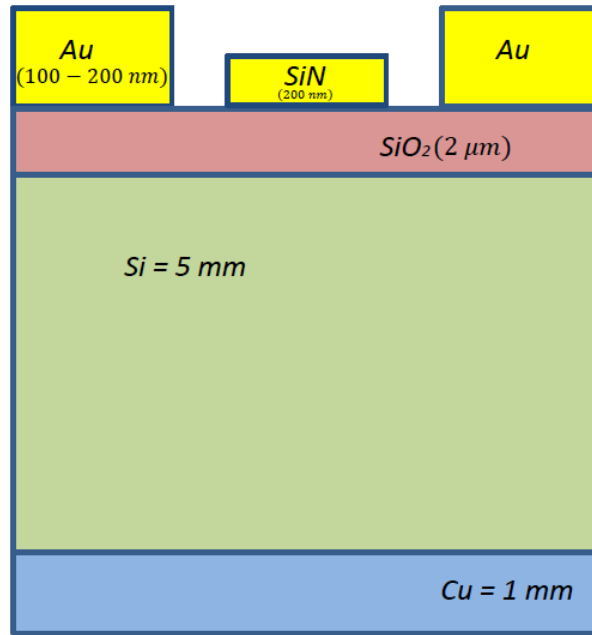 Au
(100 − 200 nm)
SiN
(200 nm)
Au
SiO₂(2 μm)
Si = 5 mm
Cu = 1 mm